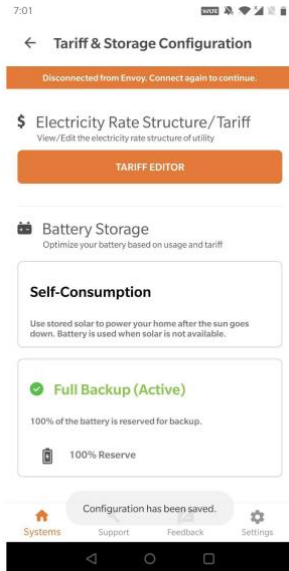 7:01
Tariff & Storage Configuration
Disconnected from Envoy. Connect again to continue.
$ Electricity Rate Structure/Tariff
View/Edit the electricity rate structure of utility
TARIFF EDITOR
Battery Storage
Optimize your battery based on usage and tariff
Self-Consumption
Use stored solar to power your home after the sun goes
down. Battery is used when solar is not available.
Full Backup (Active)
100% of the battery is reserved for backup.
100% Reserve
Configuration has been saved.
Systems Support Feedback Settings